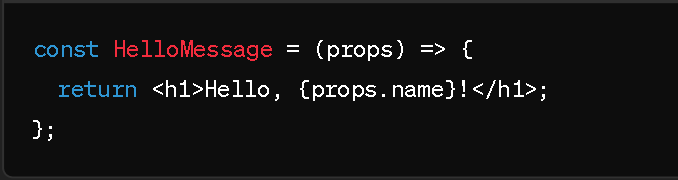 const HelloMessage = (props) => {
  return <h1>Hello, {props.name}!</h1>;
};